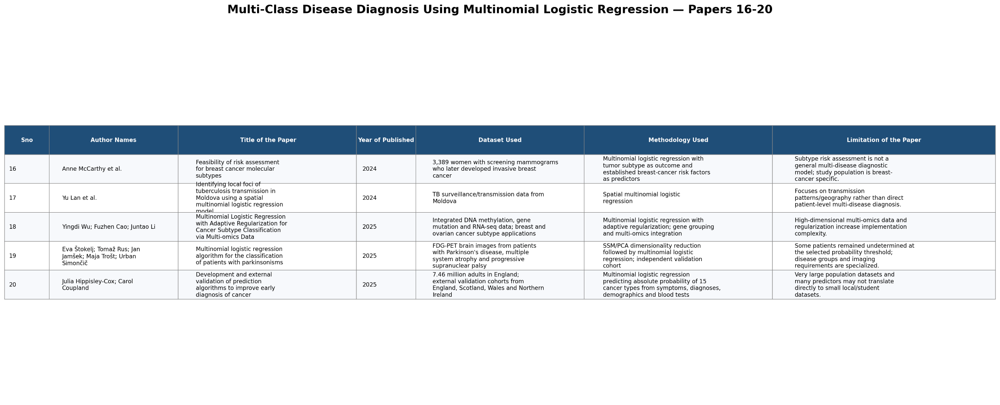 Multi-Class Disease Diagnosis Using Multinomial Logistic Regression — Papers 16-20
Sno
Author Names
Title of the Paper
Year of Published
Dataset Used
Methodology Used
Limitation of the Paper
16
Anne McCarthy et al.
Feasibility of risk assessment
for breast cancer molecular
subtypes
2024
3,389 women with screening mammograms
who later developed invasive breast
cancer
Multinomial logistic regression with
tumor subtype as outcome and
established breast-cancer risk factors
as predictors
Subtype risk assessment is not a
general multi-disease diagnostic
model; study population is breast-
cancer specific.
17
Yu Lan et al.
Identifying local foci of
tuberculosis transmission in
Moldova using a spatial
multinomial logistic regression
model
2024
TB surveillance/transmission data from
Moldova
Spatial multinomial logistic
regression
Focuses on transmission
patterns/geography rather than direct
patient-level multi-disease diagnosis.
18
Yingdi Wu; Fuzhen Cao; Juntao Li
Multinomial Logistic Regression
with Adaptive Regularization for
Cancer Subtype Classification
via Multi-omics Data
2025
Integrated DNA methylation, gene
mutation and RNA-seq data; breast and
ovarian cancer subtype applications
Multinomial logistic regression with
adaptive regularization; gene grouping
and multi-omics integration
High-dimensional multi-omics data and
regularization increase implementation
complexity.
19
Eva Štokelj; Tomaž Rus; Jan
Jamšek; Maja Trošt; Urban
Simončič
Multinomial logistic regression
algorithm for the classification
of patients with parkinsonisms
2025
FDG-PET brain images from patients
with Parkinson's disease, multiple
system atrophy and progressive
supranuclear palsy
SSM/PCA dimensionality reduction
followed by multinomial logistic
regression; independent validation
cohort
Some patients remained undetermined at
the selected probability threshold;
disease groups and imaging
requirements are specialized.
20
Julia Hippisley-Cox; Carol
Coupland
Development and external
validation of prediction
algorithms to improve early
diagnosis of cancer
2025
7.46 million adults in England;
external validation cohorts from
England, Scotland, Wales and Northern
Ireland
Multinomial logistic regression
predicting absolute probability of 15
cancer types from symptoms, diagnoses,
demographics and blood tests
Very large population datasets and
many predictors may not translate
directly to small local/student
datasets.